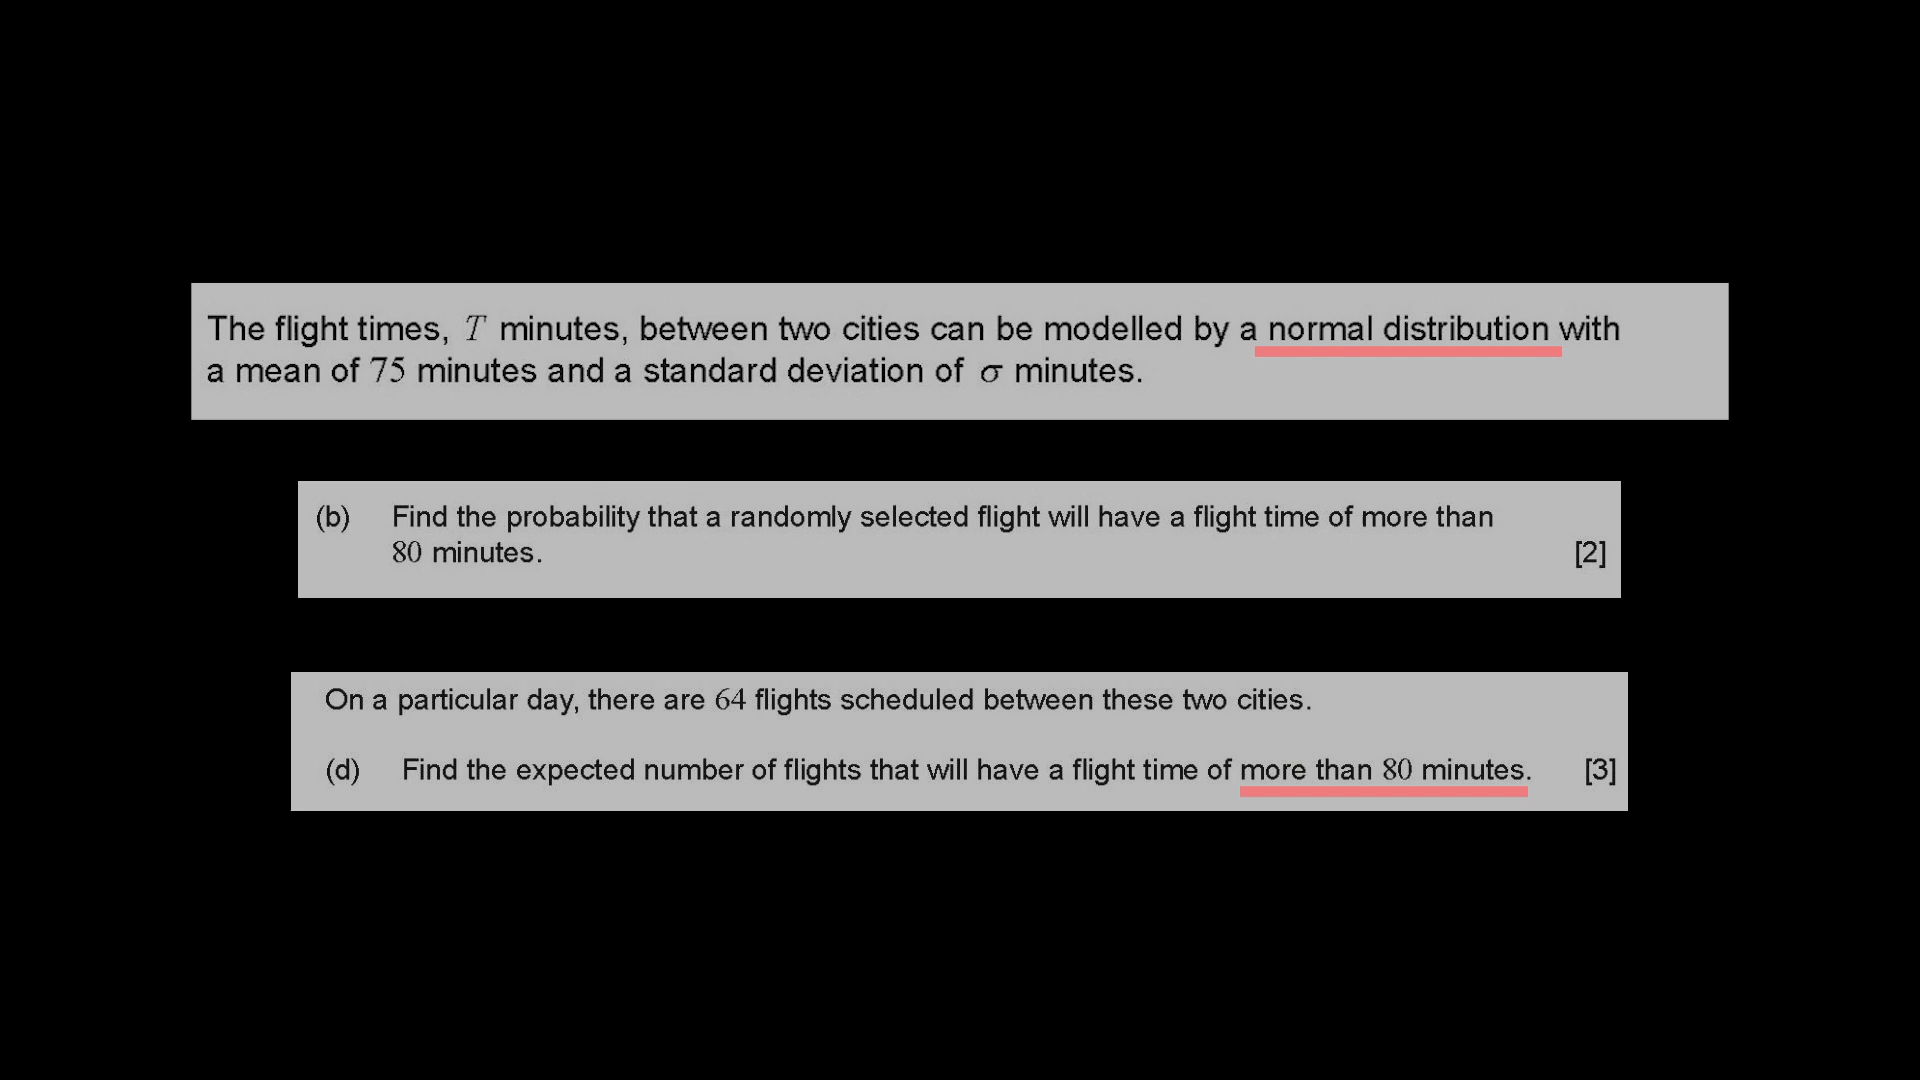 The flight times, T minutes, between two cities can be modelled by a normal distribution with
a mean of 75 minutes and a standard deviation of σ minutes.
(b) Find the probability that a randomly selected flight will have a flight time of more than
80 minutes. [2]
On a particular day, there are 64 flights scheduled between these two cities.
(d) Find the expected number of flights that will have a flight time of more than 80 minutes. [3]